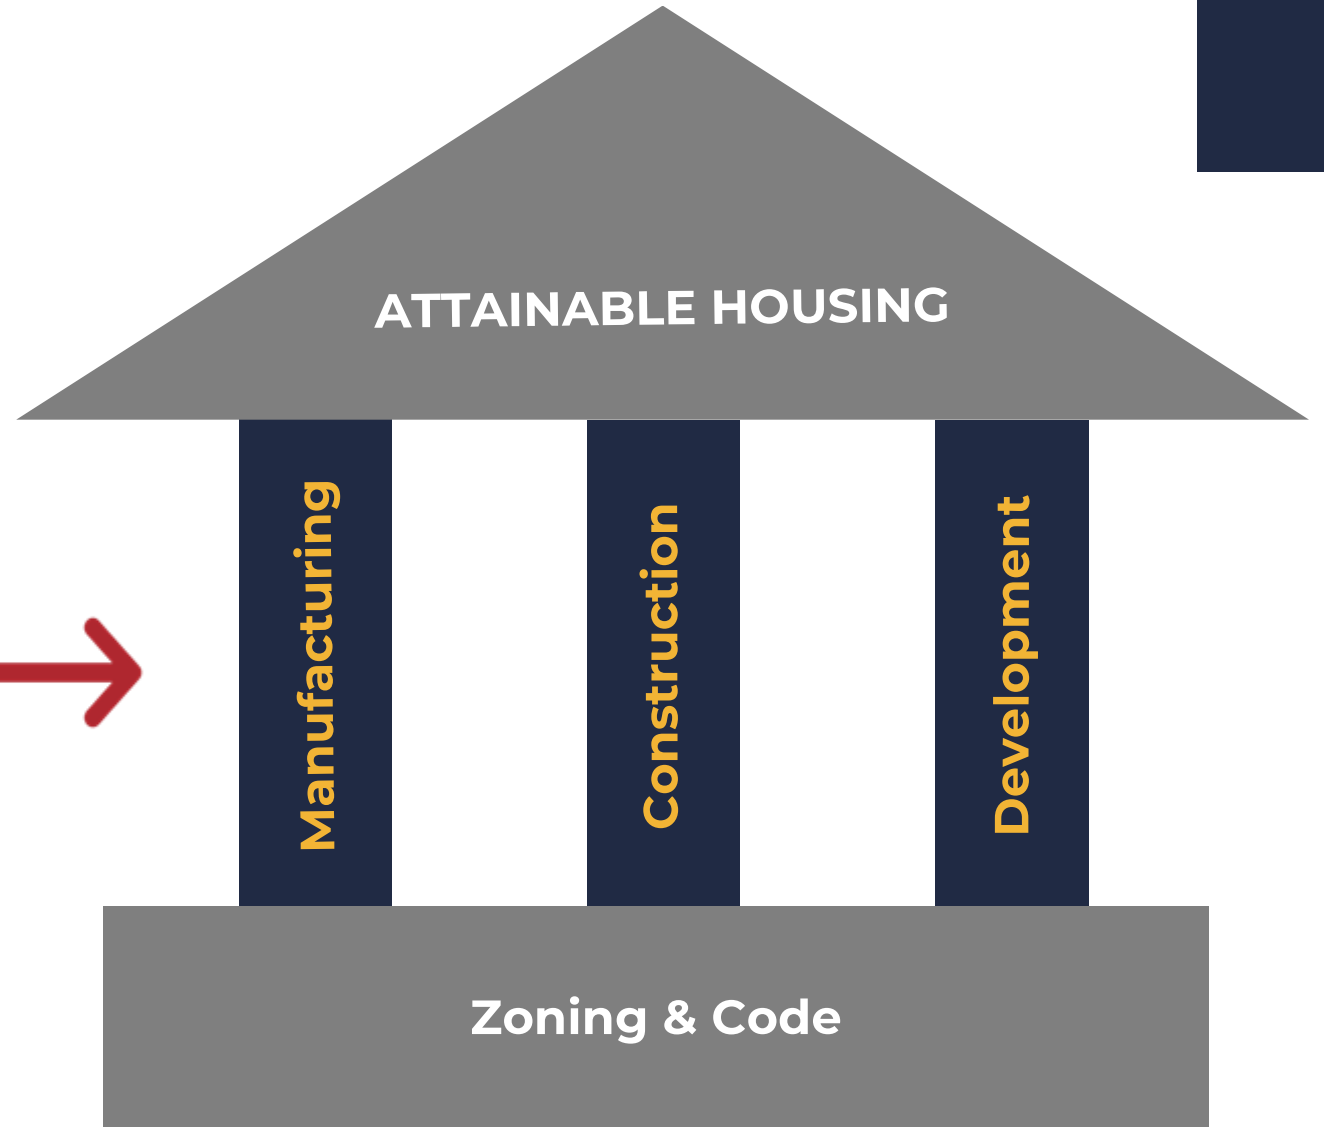 ATTAINABLE HOUSING
Manufacturing
Construction
Development
Zoning & Code